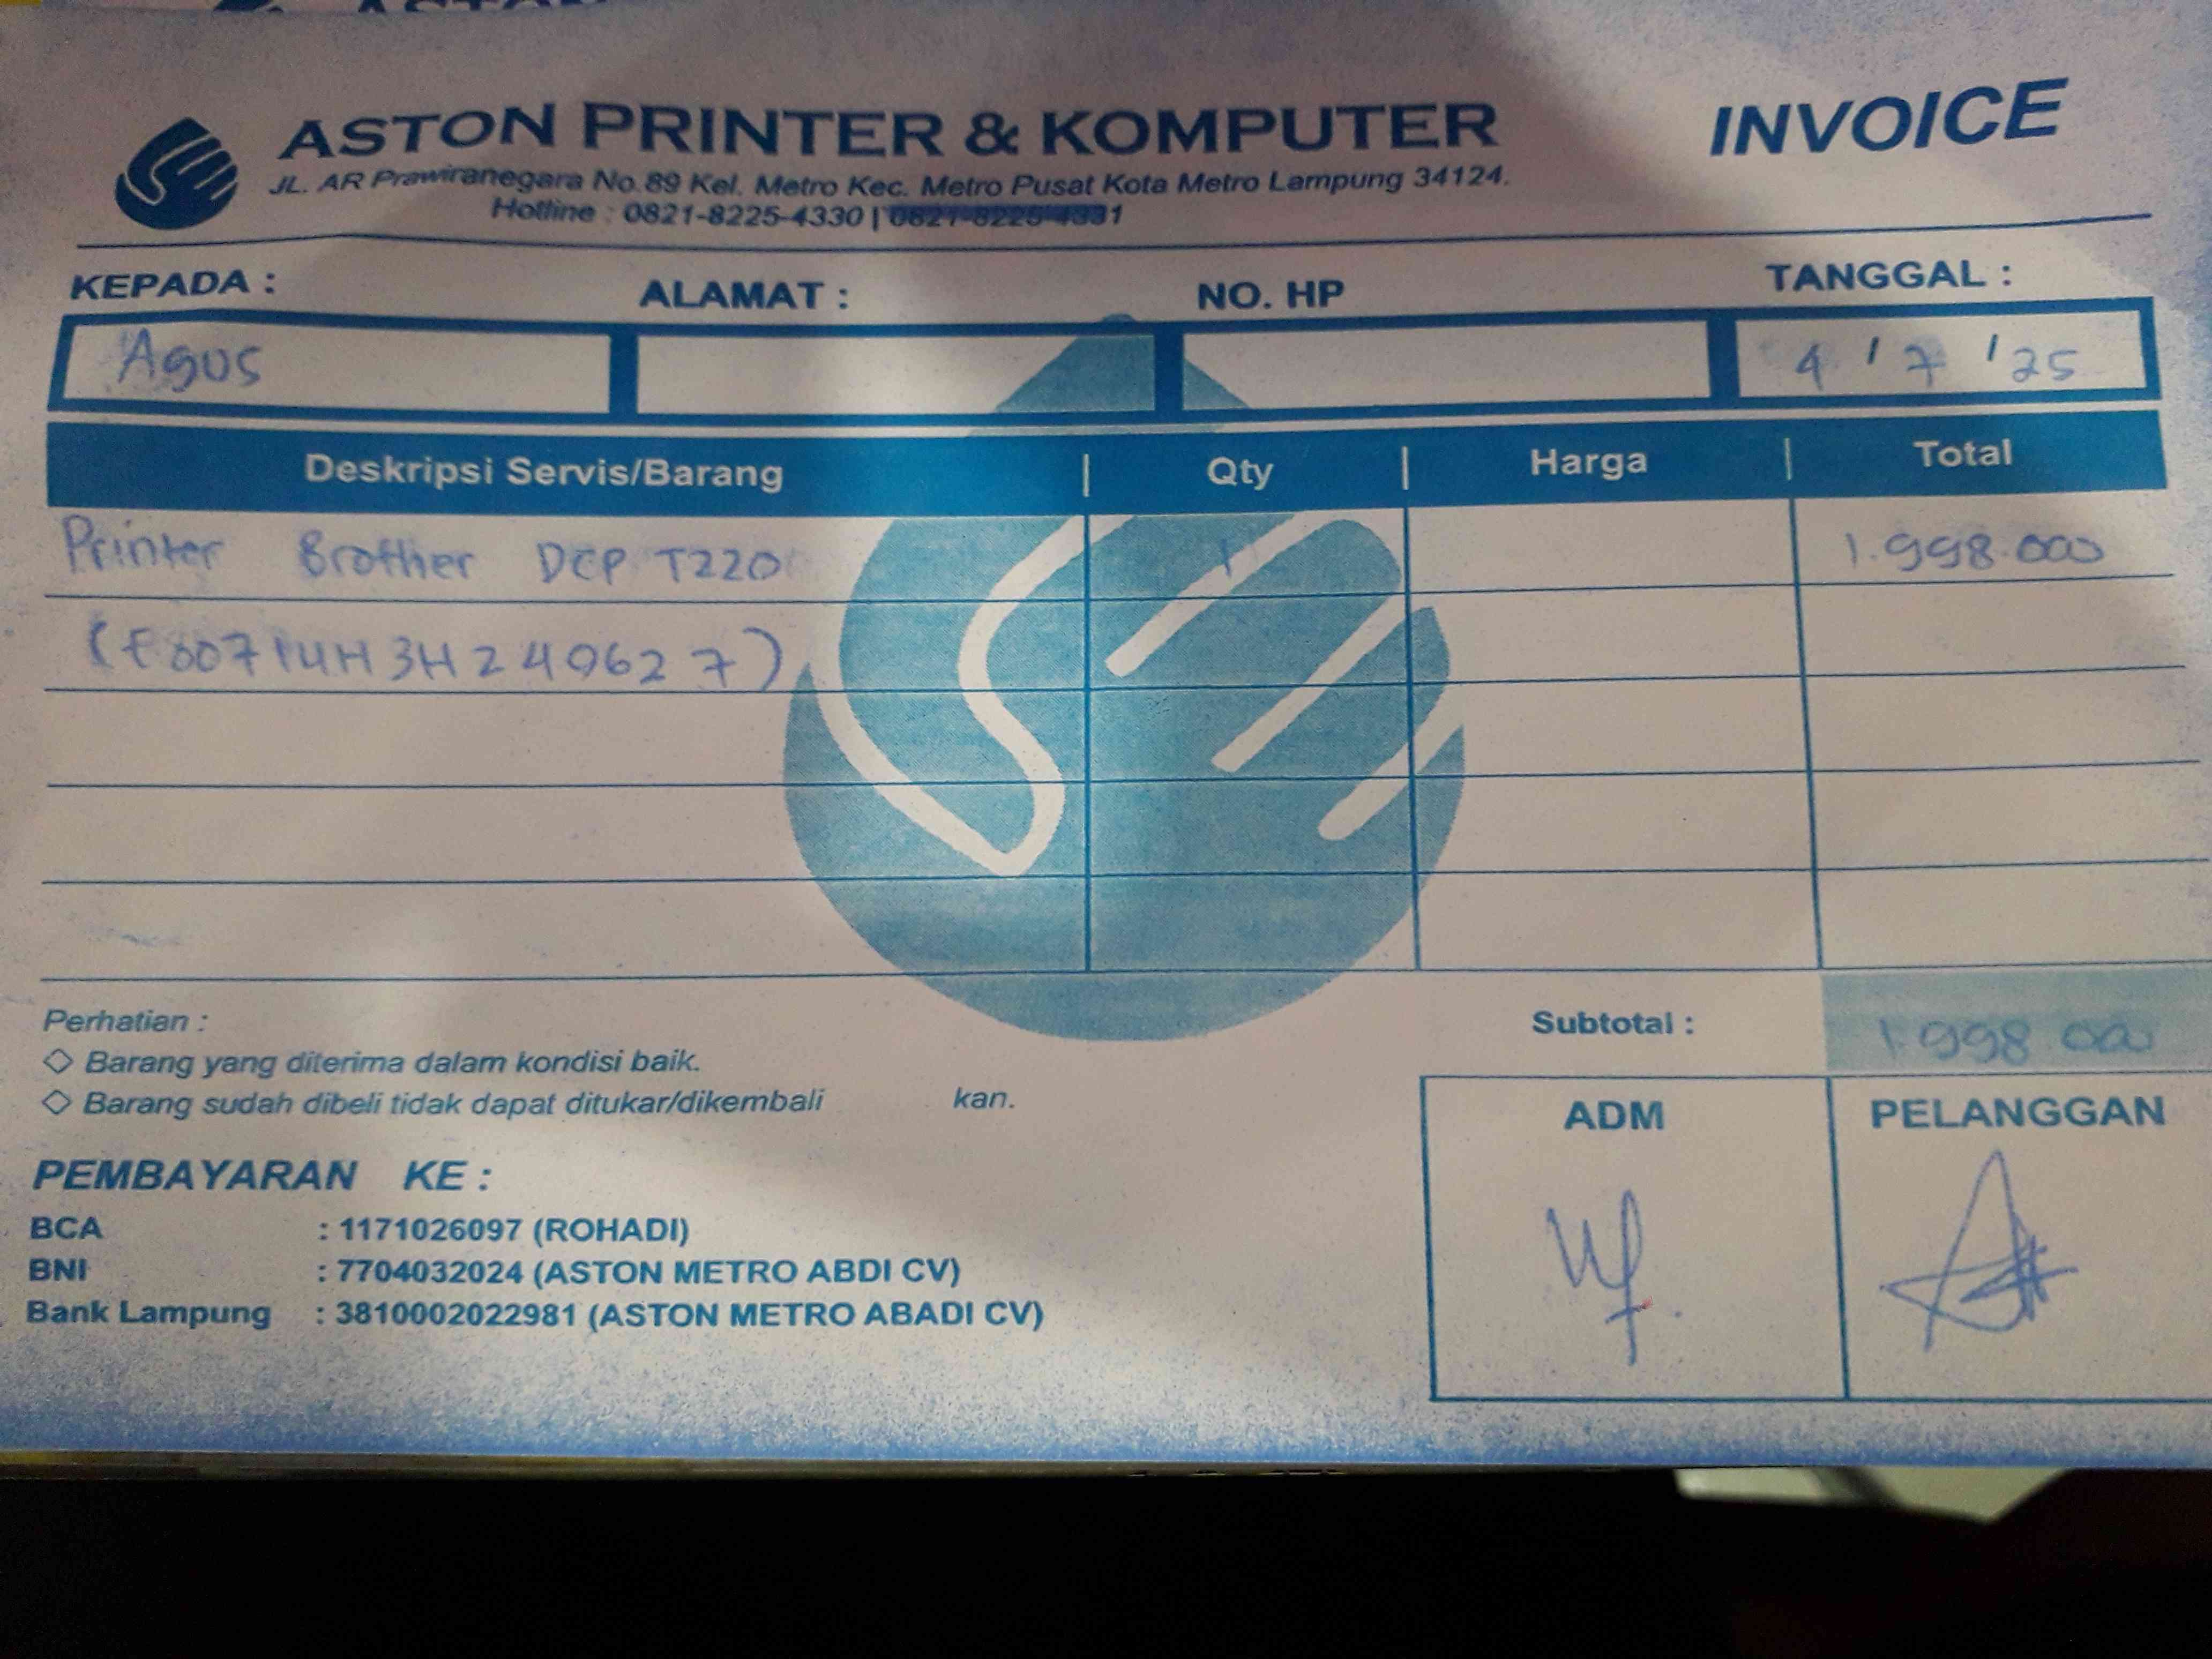 ASTON PRINTER & KOMPUTER
INVOICE
JL. AR Prawiranegara No.89 Kel. Metro Kec. Metro Pusat Kota Metro Lampung 34124.
Hotline : 0821-8225-4330 | 0821-8225-4331
KEPADA : ALAMAT : NO. HP TANGGAL :
Agus 4 / 7 / 25
Deskripsi Servis/Barang | Qty | Harga | Total
Printer Brother DCP T220 1 1.998.000
(E80714H3H240627)
Perhatian :
◇ Barang yang diterima dalam kondisi baik.
◇ Barang sudah dibeli tidak dapat ditukar/dikembali kan.
Subtotal : 1.998.000
ADM PELANGGAN
PEMBAYARAN KE :
BCA : 1171026097 (ROHADI)
BNI : 7704032024 (ASTON METRO ABDI CV)
Bank Lampung : 3810002022981 (ASTON METRO ABADI CV)